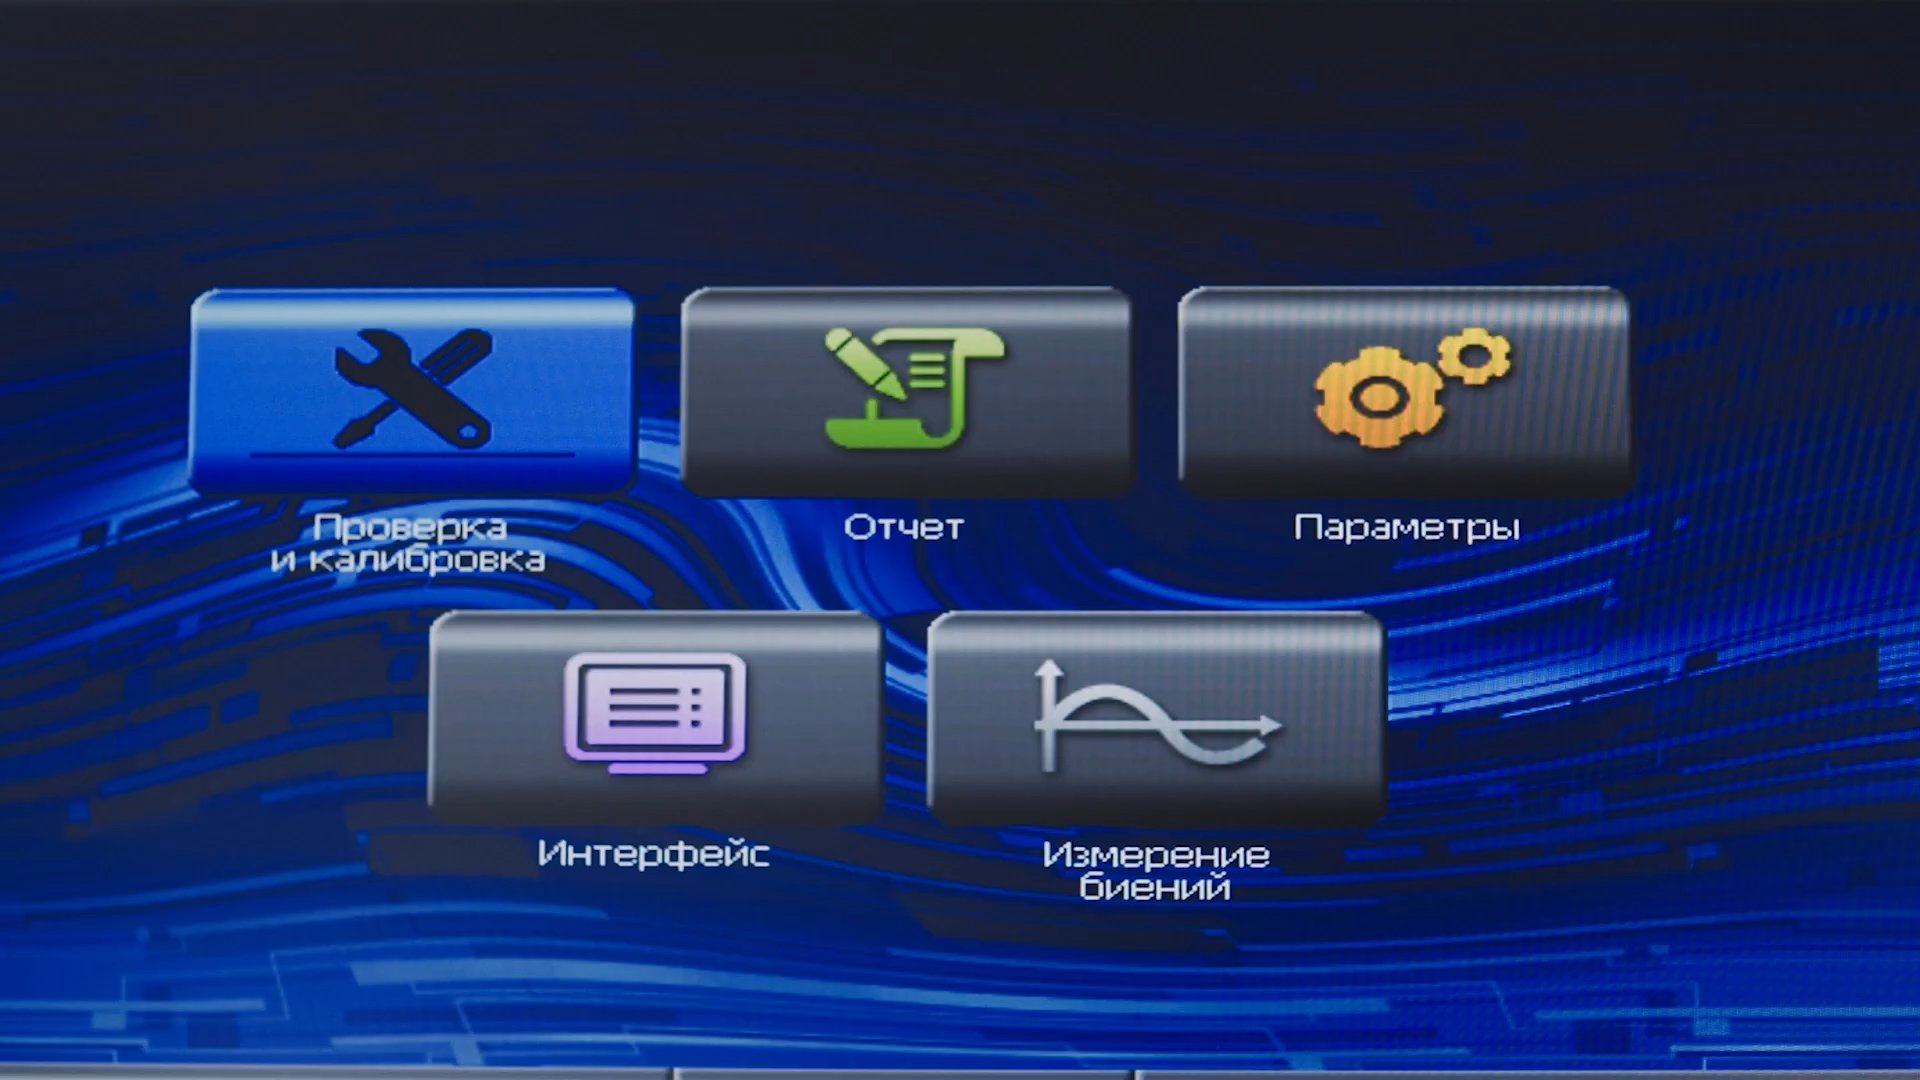 Проверка
и калибровка
Отчет
Параметры
Интерфейс
Измерение
биений